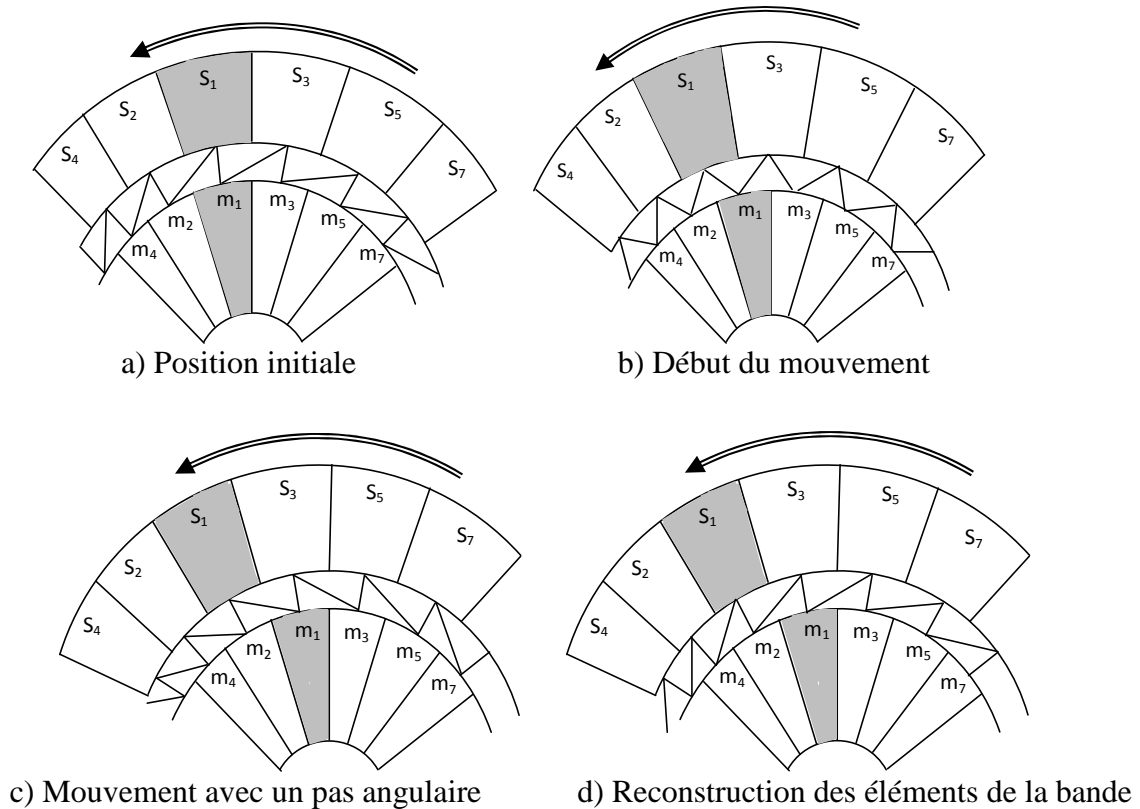 S₄ S₂ S₁ S₃ S₅ S₇
m₄ m₂ m₁ m₃ m₅ m₇
a) Position initiale
S₄ S₂ S₁ S₃ S₅ S₇
m₄ m₂ m₁ m₃ m₅ m₇
b) Début du mouvement
S₄ S₂ S₁ S₃ S₅ S₇
m₄ m₂ m₁ m₃ m₅ m₇
c) Mouvement avec un pas angulaire
S₄ S₂ S₁ S₃ S₅ S₇
m₄ m₂ m₁ m₃ m₅ m₇
d) Reconstruction des éléments de la bande